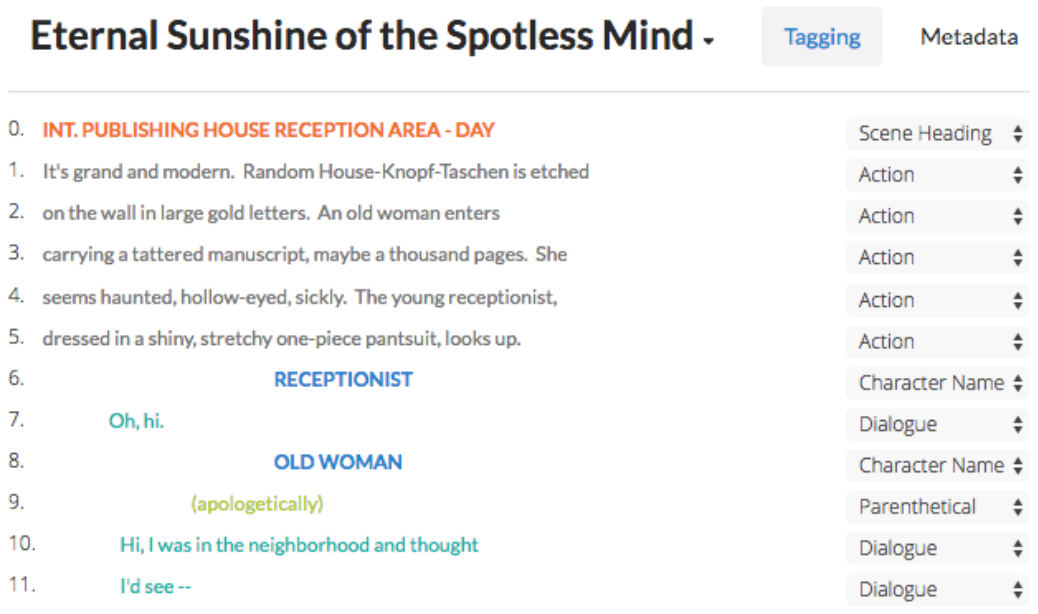 Eternal Sunshine of the Spotless Mind Tagging Metadata
0. INT. PUBLISHING HOUSE RECEPTION AREA - DAY Scene Heading
1. It's grand and modern. Random House-Knopf-Taschen is etched Action
2. on the wall in large gold letters. An old woman enters Action
3. carrying a tattered manuscript, maybe a thousand pages. She Action
4. seems haunted, hollow-eyed, sickly. The young receptionist, Action
5. dressed in a shiny, stretchy one-piece pantsuit, looks up. Action
6. RECEPTIONIST Character Name
7. Oh, hi. Dialogue
8. OLD WOMAN Character Name
9. (apologetically) Parenthetical
10. Hi, I was in the neighborhood and thought Dialogue
11. I'd see -- Dialogue